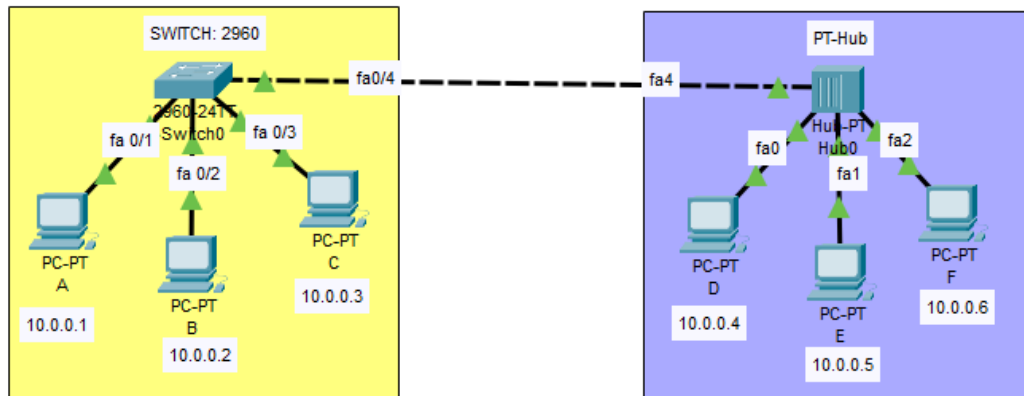 SWITCH: 2960
2960-24TT
Switch0
fa 0/1
fa 0/2
fa 0/3
fa0/4
PC-PT
A
10.0.0.1
PC-PT
B
10.0.0.2
PC-PT
C
10.0.0.3
PT-Hub
Hub-PT
Hub0
fa4
fa0
fa1
fa2
PC-PT
D
10.0.0.4
PC-PT
E
10.0.0.5
PC-PT
F
10.0.0.6